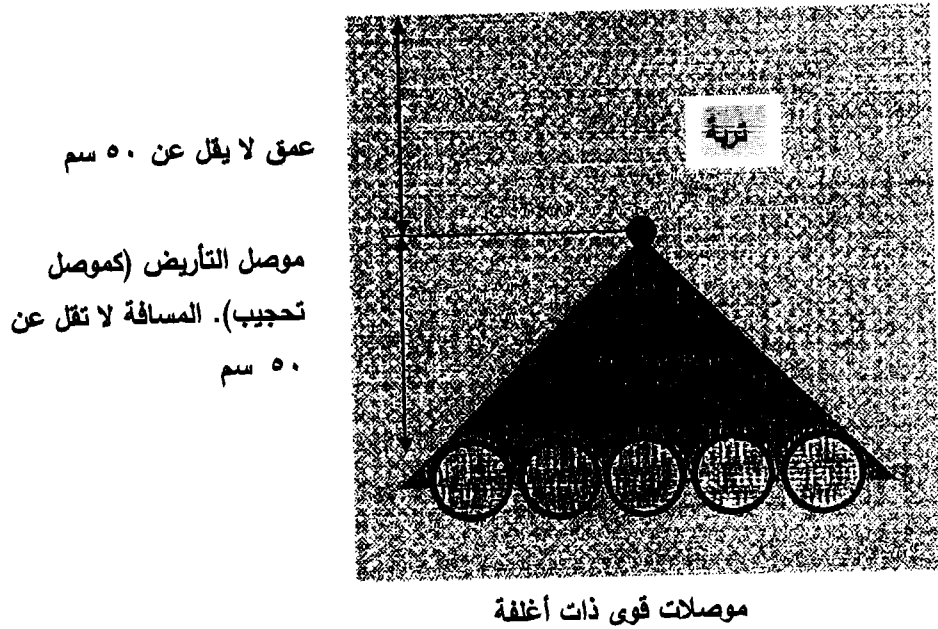 تربة
عمق لا يقل عن ٥٠ سم
موصل التأريض (كموصل
تحجيب). المسافة لا تقل عن
٥٠ سم
موصلات قوى ذات أغلفة